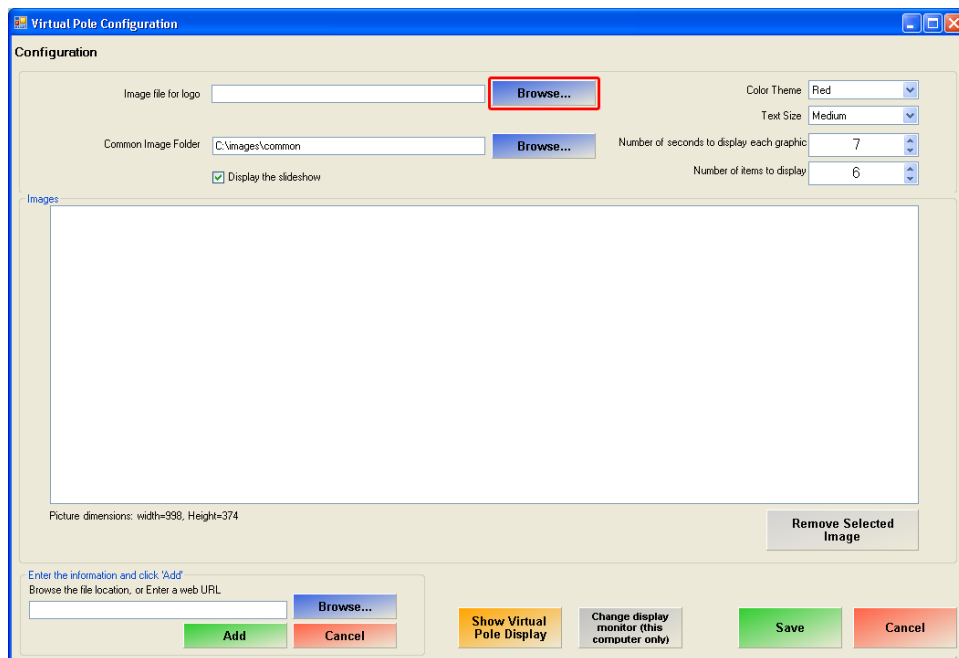 Virtual Pole Configuration
Configuration
Image file for logo
Browse...
Color Theme
Red
Text Size
Medium
Common Image Folder
C:\images\common
Browse...
Number of seconds to display each graphic
7
Display the slideshow
Number of items to display
6
Images
Picture dimensions: width=998, Height=374
Remove Selected
Image
Enter the information and click 'Add'
Browse the file location, or Enter a web URL
Browse...
Add
Cancel
Show Virtual
Pole Display
Change display
monitor (this
computer only)
Save
Cancel